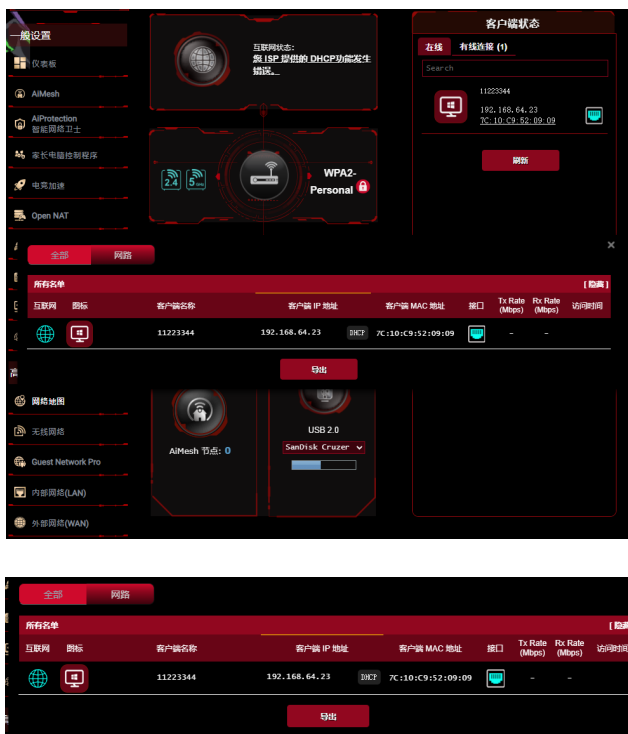 一般设置
仪表板
AiMesh
AiProtection
智能网络卫士
家长电脑控制程序
电竞加速
Open NAT
互联网状态:
您 ISP 提供的 DHCP功能发生
错误。
2.4
5
WPA2-
Personal
客户端状态
在线 有线连接 (1)
Search
11223344
192.168.64.23
7C:10:C9:52:09:09
刷新
×
全部 网路
所有名单 [ 隐藏 ]
互联网 图标 客户端名称 客户端 IP 地址 客户端 MAC 地址 接口 Tx Rate (Mbps) Rx Rate (Mbps) 访问时间
11223344 192.168.64.23 DHCP 7C:10:C9:52:09:09 - -
导出
网络地图
无线网络
Guest Network Pro
内部网络(LAN)
外部网络(WAN)
AiMesh 节点: 0
USB 2.0
SanDisk Cruzer
全部 网路
所有名单 [ 隐藏
互联网 图标 客户端名称 客户端 IP 地址 客户端 MAC 地址 接口 Tx Rate (Mbps) Rx Rate (Mbps) 访问时间
11223344 192.168.64.23 DHCP 7C:10:C9:52:09:09 - -
导出